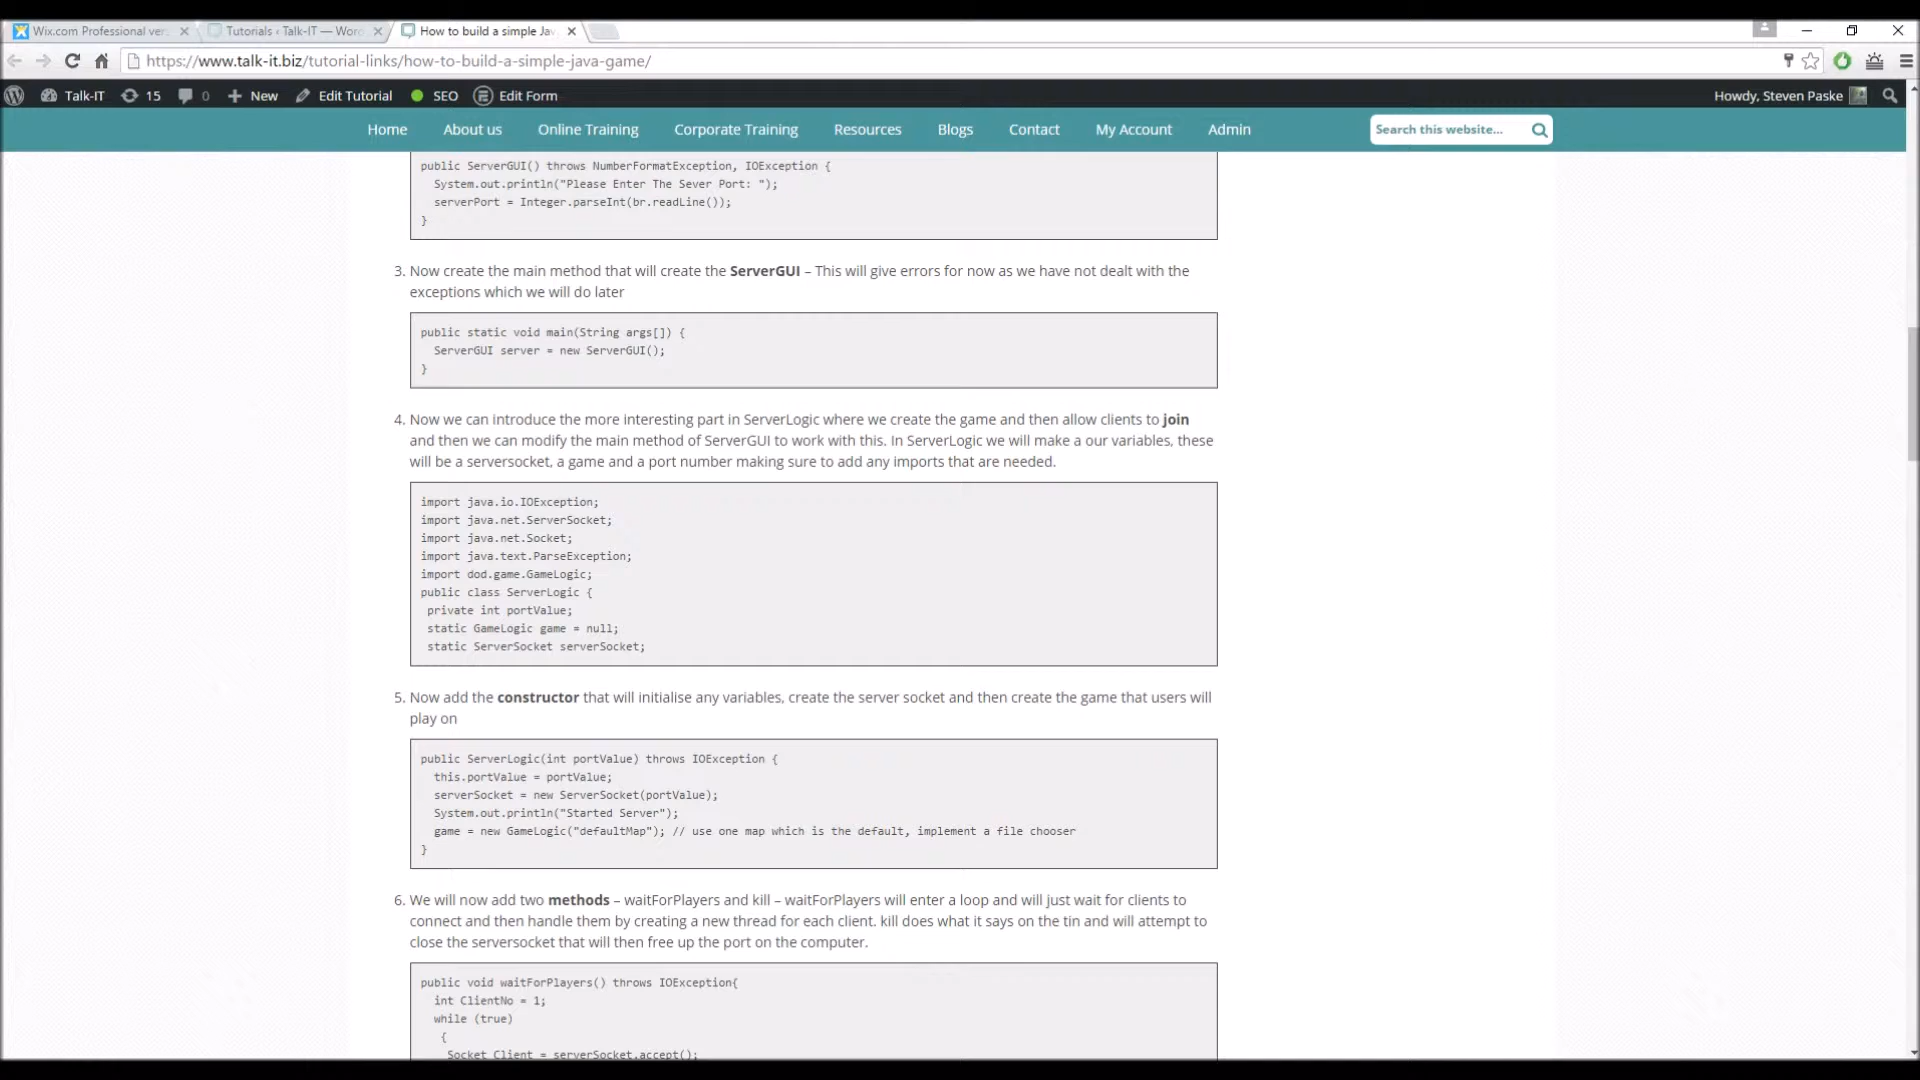 Wix.com Professional ver
Tutorials ‹ Talk-IT — Word
How to build a simple Jav
https://www.talk-it.biz/tutorial-links/how-to-build-a-simple-java-game/
Talk-IT 15 0 New Edit Tutorial SEO Edit Form Howdy, Steven Paske
Home About us Online Training Corporate Training Resources Blogs Contact My Account Admin Search this website...
public ServerGUI() throws NumberFormatException, IOException {
System.out.println("Please Enter The Sever Port: ");
serverPort = Integer.parseInt(br.readLine());
}
3. Now create the main method that will create the ServerGUI – This will give errors for now as we have not dealt with the
exceptions which we will do later
public static void main(String args[]) {
ServerGUI server = new ServerGUI();
}
4. Now we can introduce the more interesting part in ServerLogic where we create the game and then allow clients to join
and then we can modify the main method of ServerGUI to work with this. In ServerLogic we will make a our variables, these
will be a serversocket, a game and a port number making sure to add any imports that are needed.
import java.io.IOException;
import java.net.ServerSocket;
import java.net.Socket;
import java.text.ParseException;
import dod.game.GameLogic;
public class ServerLogic {
private int portValue;
static GameLogic game = null;
static ServerSocket serverSocket;
5. Now add the constructor that will initialise any variables, create the server socket and then create the game that users will
play on
public ServerLogic(int portValue) throws IOException {
this.portValue = portValue;
serverSocket = new ServerSocket(portValue);
System.out.println("Started Server");
game = new GameLogic("defaultMap"); // use one map which is the default, implement a file chooser
}
6. We will now add two methods – waitForPlayers and kill – waitForPlayers will enter a loop and will just wait for clients to
connect and then handle them by creating a new thread for each client. kill does what it says on the tin and will attempt to
close the serversocket that will then free up the port on the computer.
public void waitForPlayers() throws IOException{
int ClientNo = 1;
while (true)
{
Socket Client = serverSocket.accept();